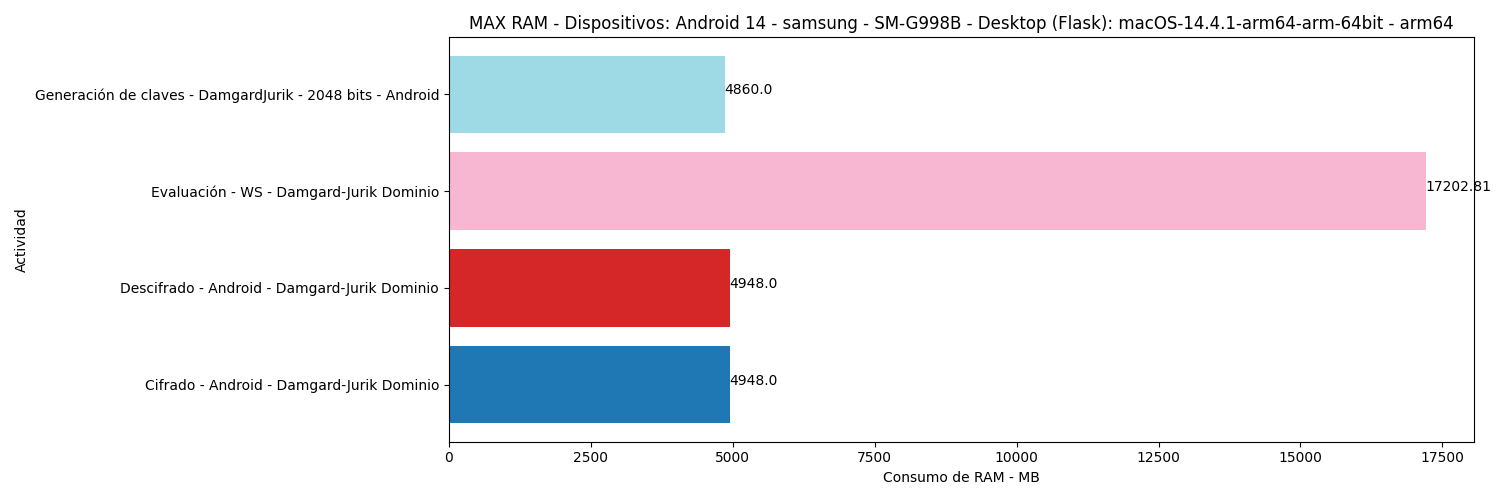 MAX RAM - Dispositivos: Android 14 - samsung - SM-G998B - Desktop (Flask): macOS-14.4.1-arm64-arm-64bit - arm64
Generación de claves - DamgardJurik - 2048 bits - Android
4860.0
Evaluación - WS - Damgard-Jurik Dominio
17202.81
Descifrado - Android - Damgard-Jurik Dominio
4948.0
Cifrado - Android - Damgard-Jurik Dominio
4948.0
Actividad
0 2500 5000 7500 10000 12500 15000 17500
Consumo de RAM - MB